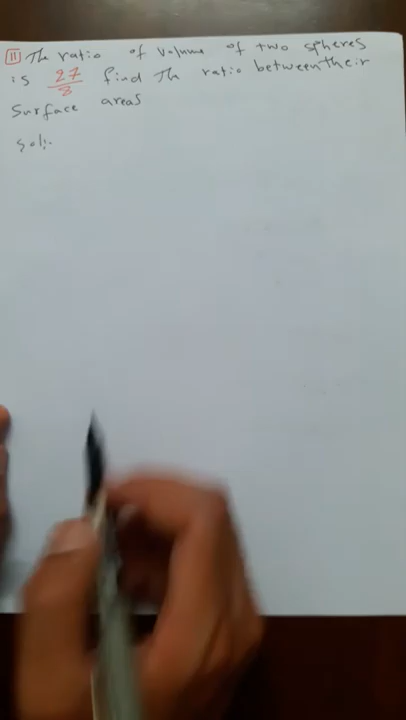 11 The ratio of Volume of two spheres
is 27/8 find The ratio between their
Surface areas
Sol: